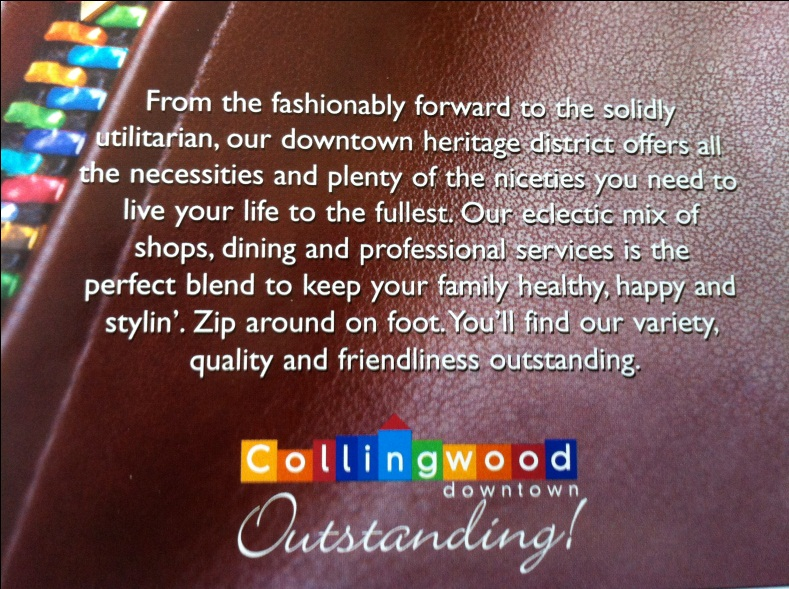 From the fashionably forward to the solidly
utilitarian, our downtown heritage district offers all
the necessities and plenty of the niceties you need to
live your life to the fullest. Our eclectic mix of
shops, dining and professional services is the
perfect blend to keep your family healthy, happy and
stylin’. Zip around on foot. You’ll find our variety,
quality and friendliness outstanding.
Collingwood
downtown
Outstanding!